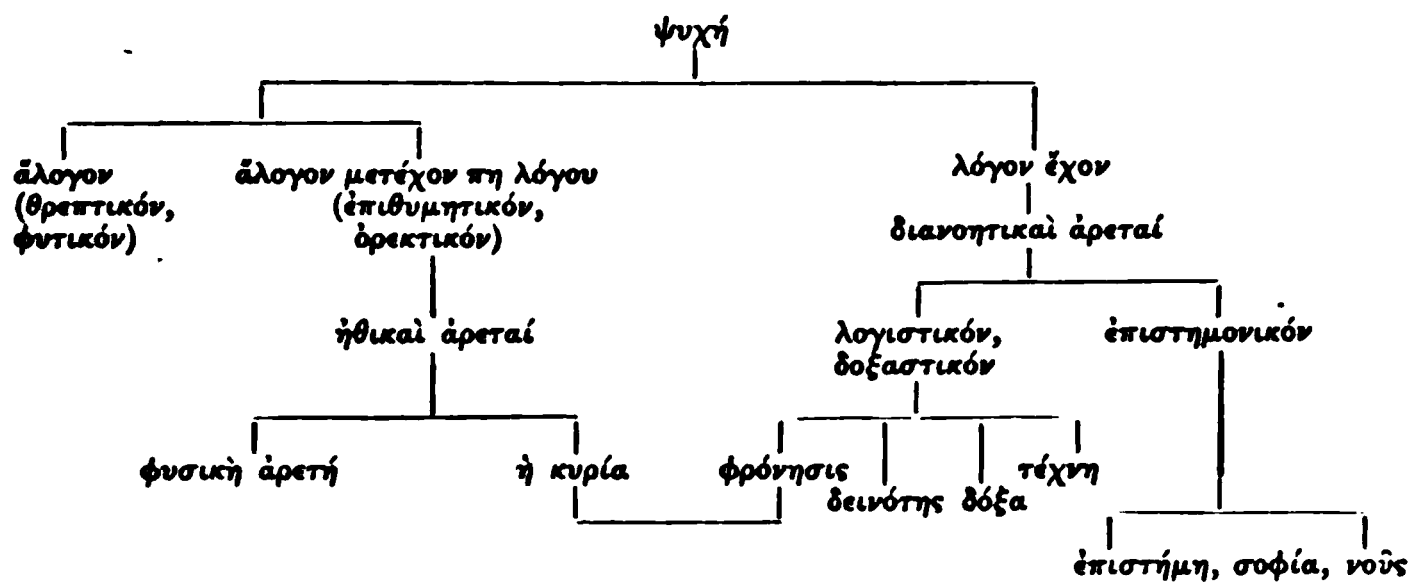 ψυχή
ἄλογον
(θρεπτικόν,
φυτικόν)
ἄλογον μετέχον πη λόγου
(ἐπιθυμητικόν,
ὀρεκτικόν)
λόγον ἔχον
διανοητικαὶ ἀρεταί
ἠθικαὶ ἀρεταί
λογιστικόν,
δοξαστικόν
ἐπιστημονικόν
φυσικὴ ἀρετή
ἡ κυρία
φρόνησις
δεινότης
δόξα
τέχνη
ἐπιστήμη, σοφία, νοῦς